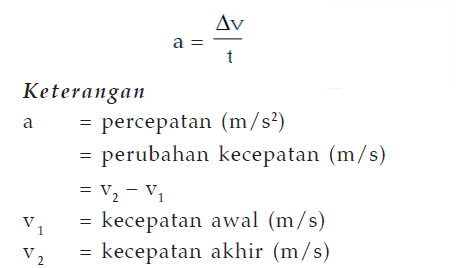 a = Δv / t
Keterangan
a = percepatan (m/s²)
= perubahan kecepatan (m/s)
= v₂ − v₁
v₁ = kecepatan awal (m/s)
v₂ = kecepatan akhir (m/s)